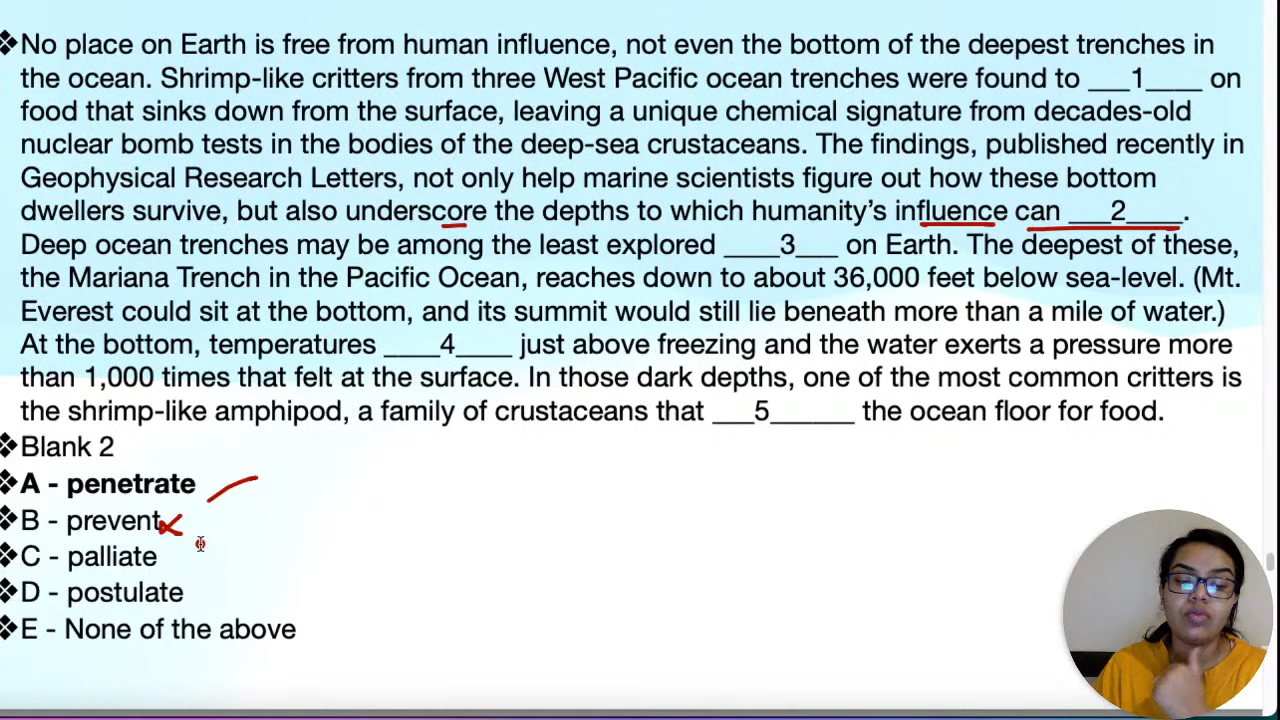 ❖No place on Earth is free from human influence, not even the bottom of the deepest trenches in
the ocean. Shrimp-like critters from three West Pacific ocean trenches were found to ___1____ on
food that sinks down from the surface, leaving a unique chemical signature from decades-old
nuclear bomb tests in the bodies of the deep-sea crustaceans. The findings, published recently in
Geophysical Research Letters, not only help marine scientists figure out how these bottom
dwellers survive, but also underscore the depths to which humanity’s influence can ___2____.
Deep ocean trenches may be among the least explored ____3___ on Earth. The deepest of these,
the Mariana Trench in the Pacific Ocean, reaches down to about 36,000 feet below sea-level. (Mt.
Everest could sit at the bottom, and its summit would still lie beneath more than a mile of water.)
At the bottom, temperatures ____4____ just above freezing and the water exerts a pressure more
than 1,000 times that felt at the surface. In those dark depths, one of the most common critters is
the shrimp-like amphipod, a family of crustaceans that ___5______ the ocean floor for food.
❖Blank 2
❖A - penetrate
❖B - prevent
❖C - palliate
❖D - postulate
❖E - None of the above